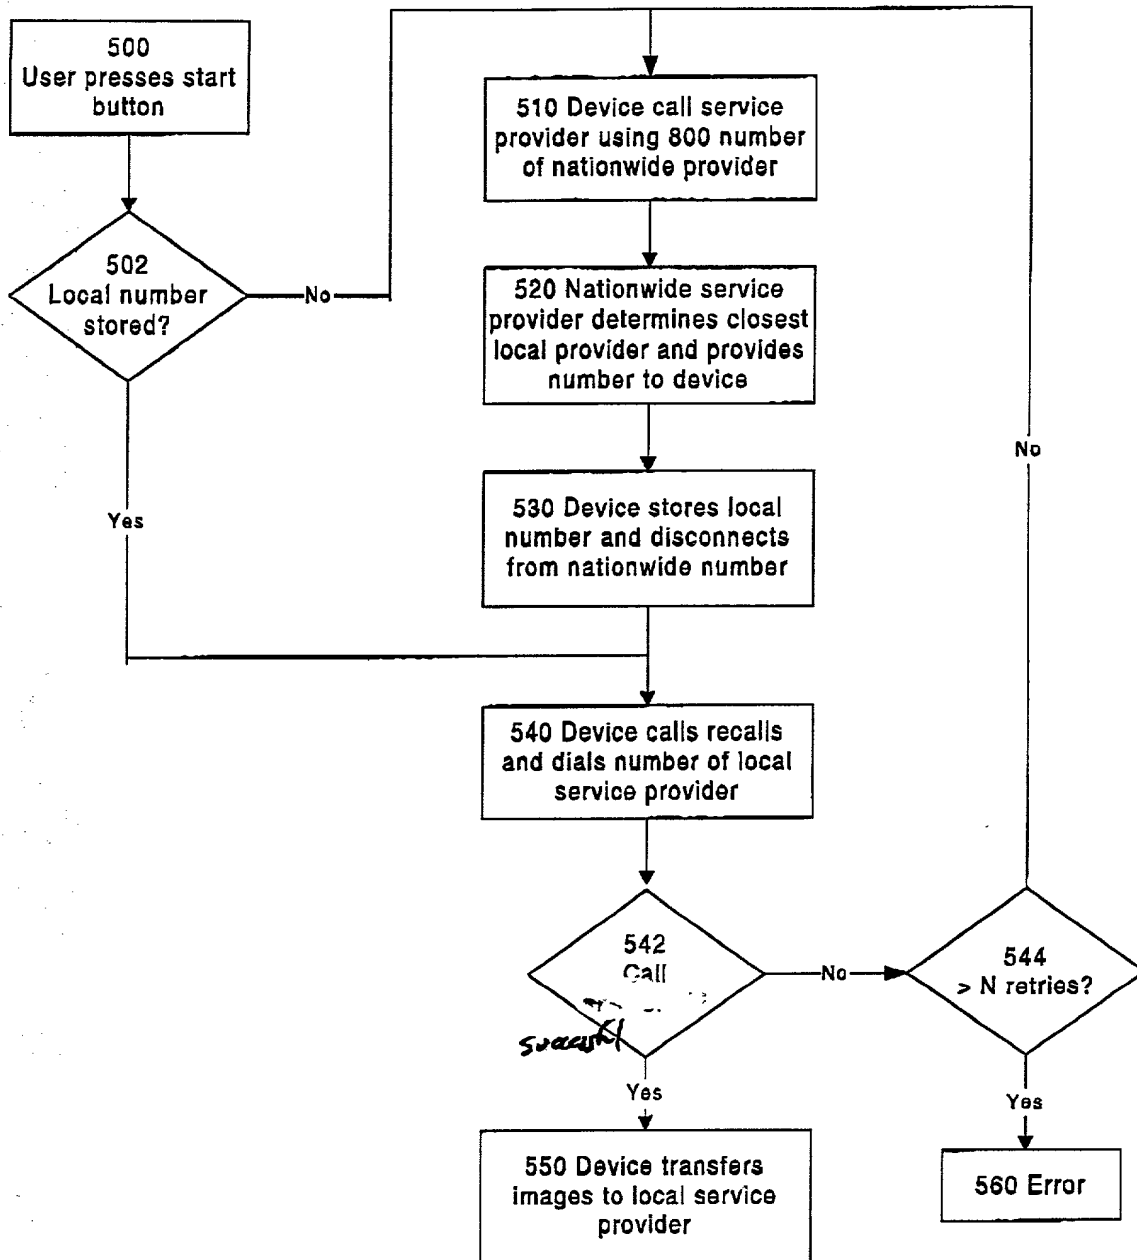 500
User presses start
button
502
Local number
stored?
No
Yes
510 Device call service
provider using 800 number
of nationwide provider
520 Nationwide service
provider determines closest
local provider and provides
number to device
530 Device stores local
number and disconnects
from nationwide number
540 Device calls recalls
and dials number of local
service provider
542
Call
No
Yes
544
> N retries?
No
Yes
550 Device transfers
images to local service
provider
560 Error